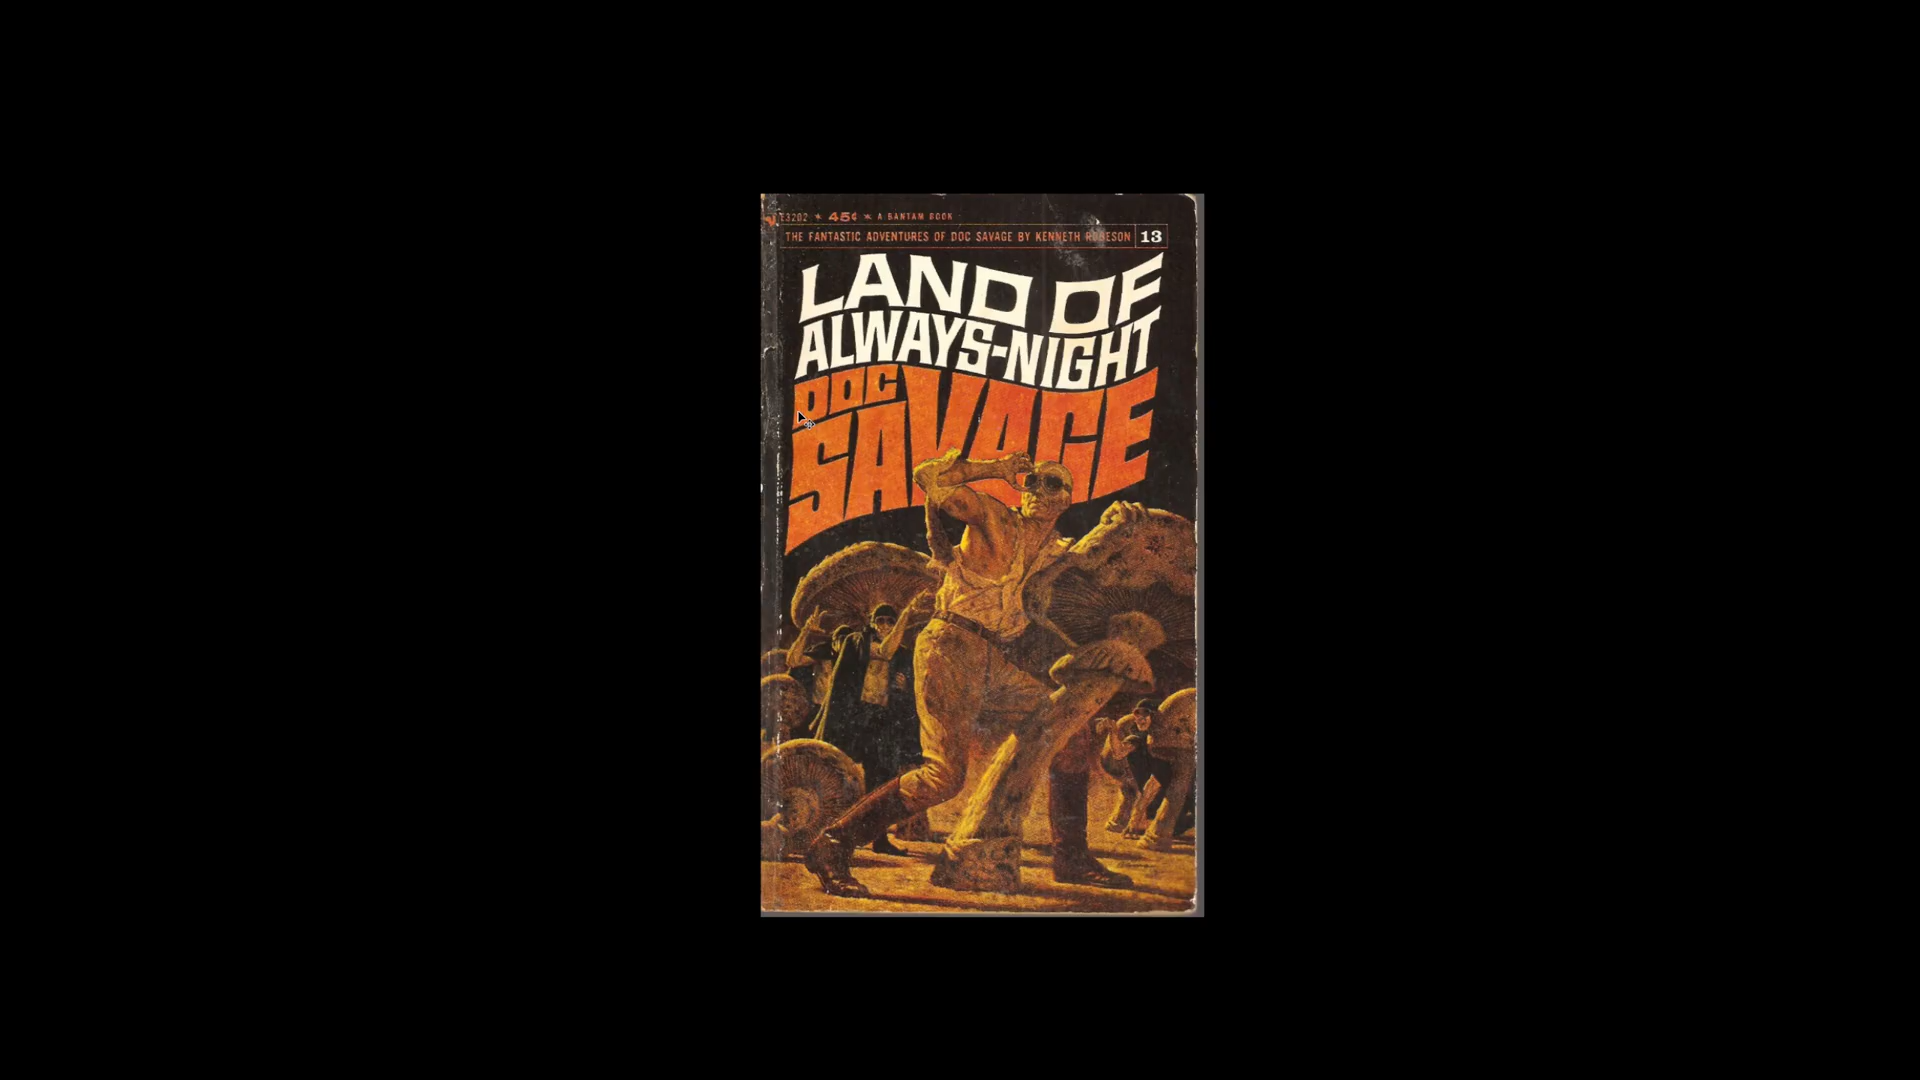 E3202 * 45¢ * A BANTAM BOOK
THE FANTASTIC ADVENTURES OF DOC SAVAGE BY KENNETH ROBESON 13
LAND OF
ALWAYS-NIGHT
DOC
SAVAGE